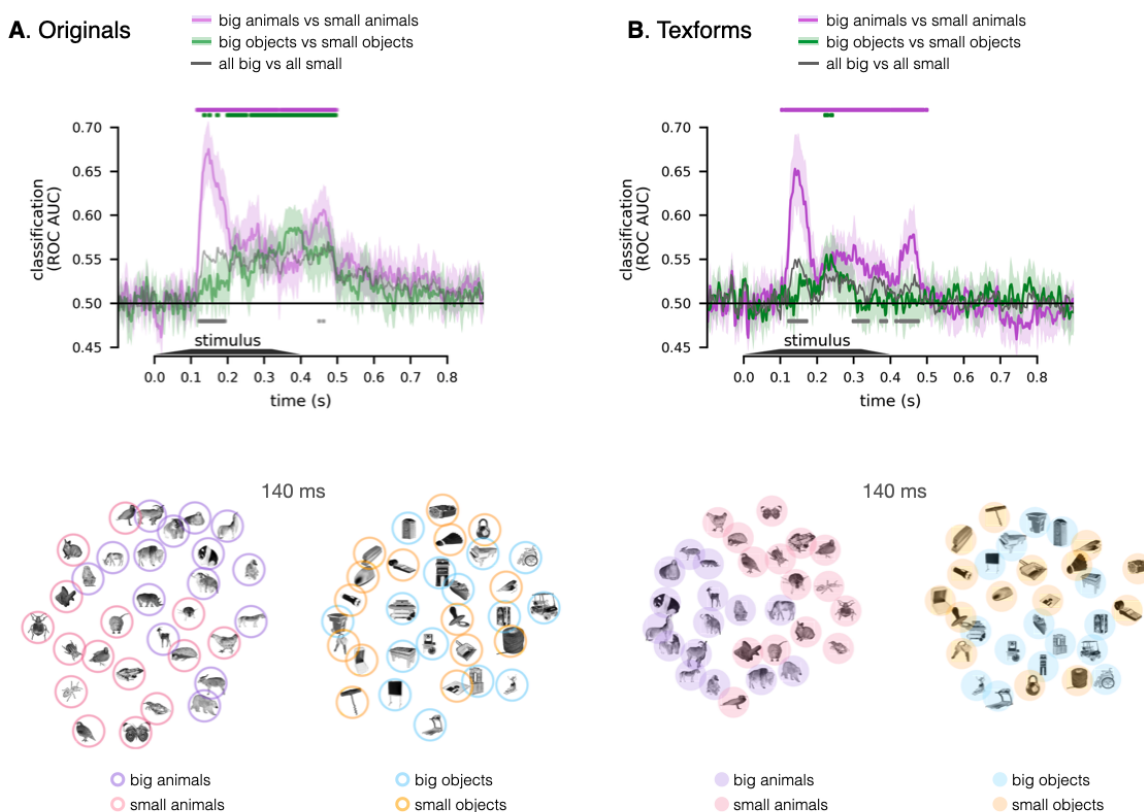 A. Originals
big animals vs small animals
big objects vs small objects
all big vs all small
0.70
0.65
0.60
0.55
0.50
0.45
classification
(ROC AUC)
stimulus
0.0 0.1 0.2 0.3 0.4 0.5 0.6 0.7 0.8
time (s)
B. Texforms
big animals vs small animals
big objects vs small objects
all big vs all small
0.70
0.65
0.60
0.55
0.50
0.45
classification
(ROC AUC)
stimulus
0.0 0.1 0.2 0.3 0.4 0.5 0.6 0.7 0.8
time (s)
140 ms
big animals
small animals
big objects
small objects
140 ms
big animals
small animals
big objects
small objects